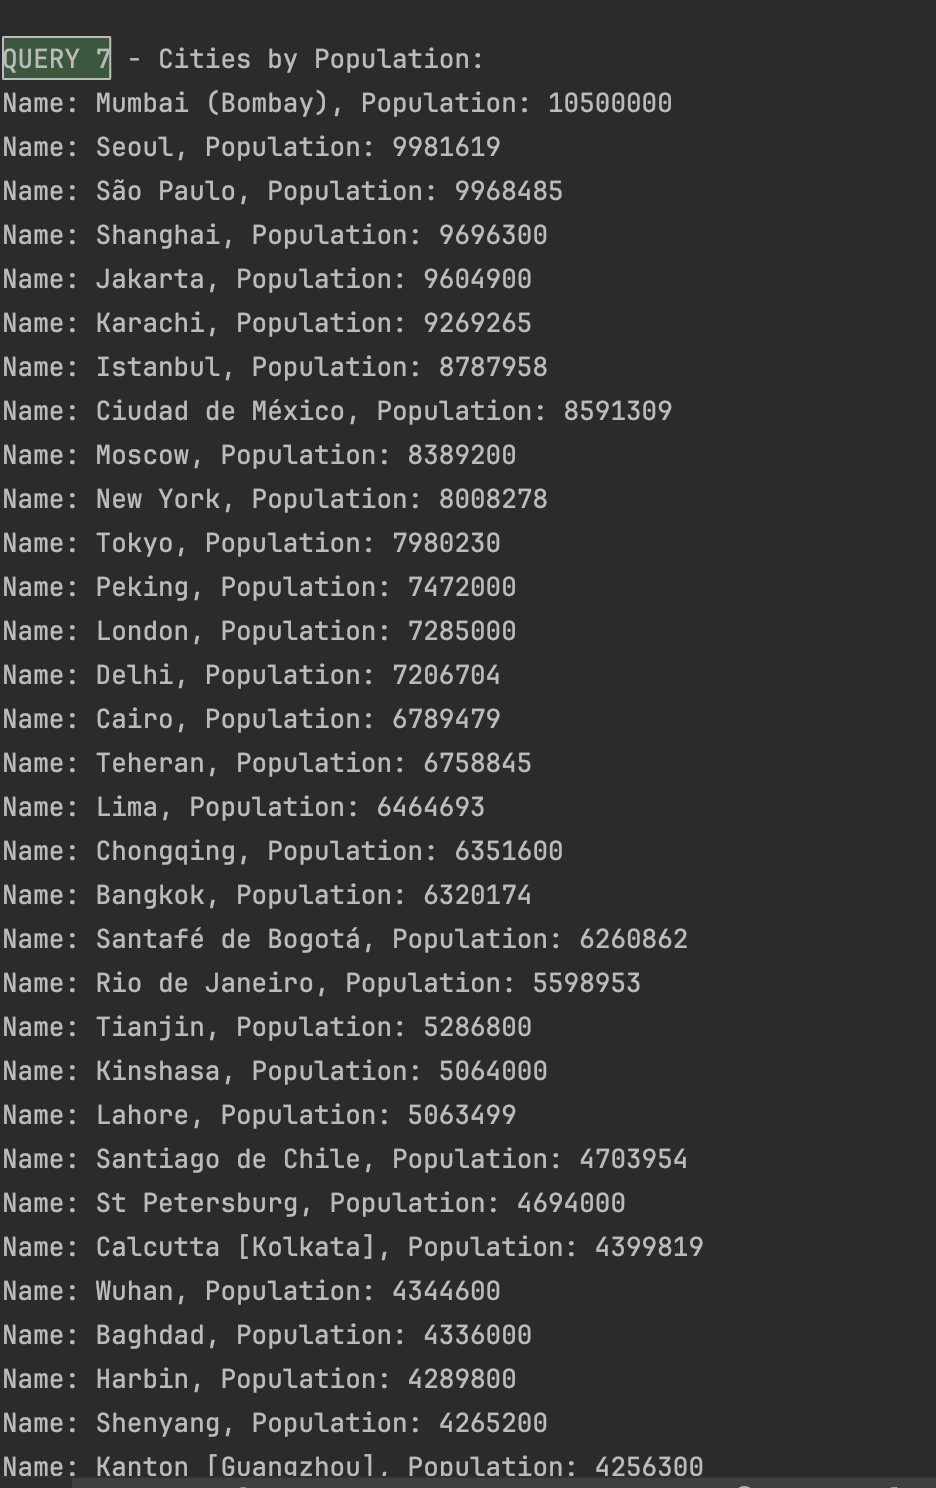 QUERY 7 - Cities by Population:
Name: Mumbai (Bombay), Population: 10500000
Name: Seoul, Population: 9981619
Name: São Paulo, Population: 9968485
Name: Shanghai, Population: 9696300
Name: Jakarta, Population: 9604900
Name: Karachi, Population: 9269265
Name: Istanbul, Population: 8787958
Name: Ciudad de México, Population: 8591309
Name: Moscow, Population: 8389200
Name: New York, Population: 8008278
Name: Tokyo, Population: 7980230
Name: Peking, Population: 7472000
Name: London, Population: 7285000
Name: Delhi, Population: 7206704
Name: Cairo, Population: 6789479
Name: Teheran, Population: 6758845
Name: Lima, Population: 6464693
Name: Chongqing, Population: 6351600
Name: Bangkok, Population: 6320174
Name: Santafé de Bogotá, Population: 6260862
Name: Rio de Janeiro, Population: 5598953
Name: Tianjin, Population: 5286800
Name: Kinshasa, Population: 5064000
Name: Lahore, Population: 5063499
Name: Santiago de Chile, Population: 4703954
Name: St Petersburg, Population: 4694000
Name: Calcutta [Kolkata], Population: 4399819
Name: Wuhan, Population: 4344600
Name: Baghdad, Population: 4336000
Name: Harbin, Population: 4289800
Name: Shenyang, Population: 4265200
Name: Kanton [Guangzhou], Population: 4256300